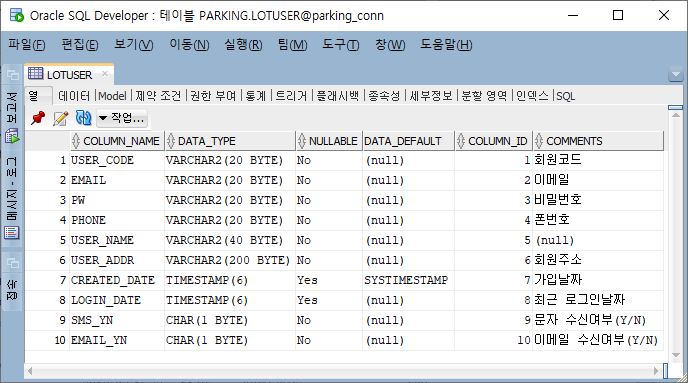 Oracle SQL Developer : 테이블 PARKING.LOTUSER@parking_conn
파일(F) 편집(E) 보기(V) 이동(N) 실행(R) 팀(M) 도구(T) 창(W) 도움말(H)
LOTUSER
열 데이터 Model 제약 조건 권한 부여 통계 트리거 플래시백 종속성 세부정보 분할 영역 인덱스 SQL
작업...
COLUMN_NAME DATA_TYPE NULLABLE DATA_DEFAULT COLUMN_ID COMMENTS
1 USER_CODE VARCHAR2(20 BYTE) No (null) 1 회원코드
2 EMAIL VARCHAR2(20 BYTE) No (null) 2 이메일
3 PW VARCHAR2(20 BYTE) No (null) 3 비밀번호
4 PHONE VARCHAR2(20 BYTE) No (null) 4 폰번호
5 USER_NAME VARCHAR2(40 BYTE) No (null) 5 (null)
6 USER_ADDR VARCHAR2(200 BYTE) No (null) 6 회원주소
7 CREATED_DATE TIMESTAMP(6) Yes SYSTIMESTAMP 7 가입날짜
8 LOGIN_DATE TIMESTAMP(6) Yes (null) 8 최근 로그인날짜
9 SMS_YN CHAR(1 BYTE) No (null) 9 문자 수신여부(Y/N)
10 EMAIL_YN CHAR(1 BYTE) No (null) 10 이메일 수신여부(Y/N)
보고서
메시지 - 로그